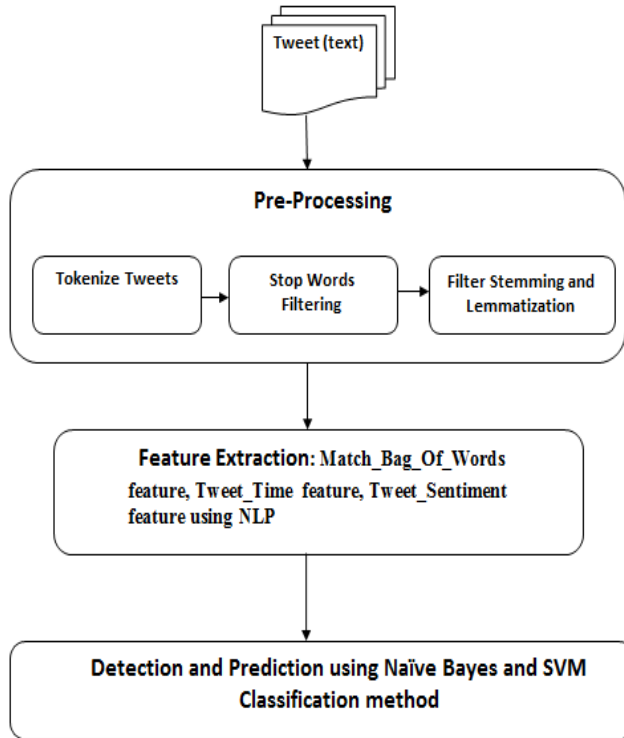 Tweet (text)
Pre-Processing
Tokenize Tweets
Stop Words
Filtering
Filter Stemming and
Lemmatization
Feature Extraction: Match_Bag_Of_Words
feature, Tweet_Time feature, Tweet_Sentiment
feature using NLP
Detection and Prediction using Naïve Bayes and SVM
Classification method